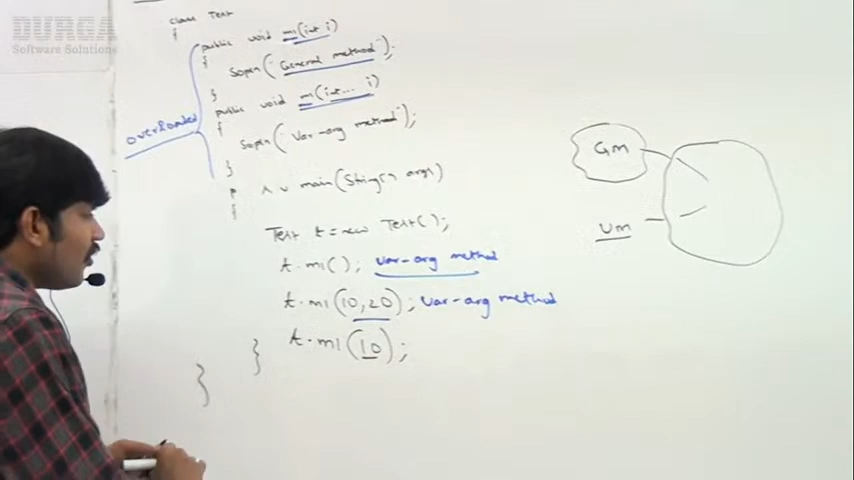 DURGA
Software Solutions
class Test
{
public void m1(int i)
{
Sopln("General method");
}
overloaded
public void m1(int... i)
{
Sopln("var-arg method");
}
p s v main(String[] args)
{
Test t = new Test();
t.m1(); var-arg method
t.m1(10,20); var-arg method
t.m1(10);
}
}
GM
VM